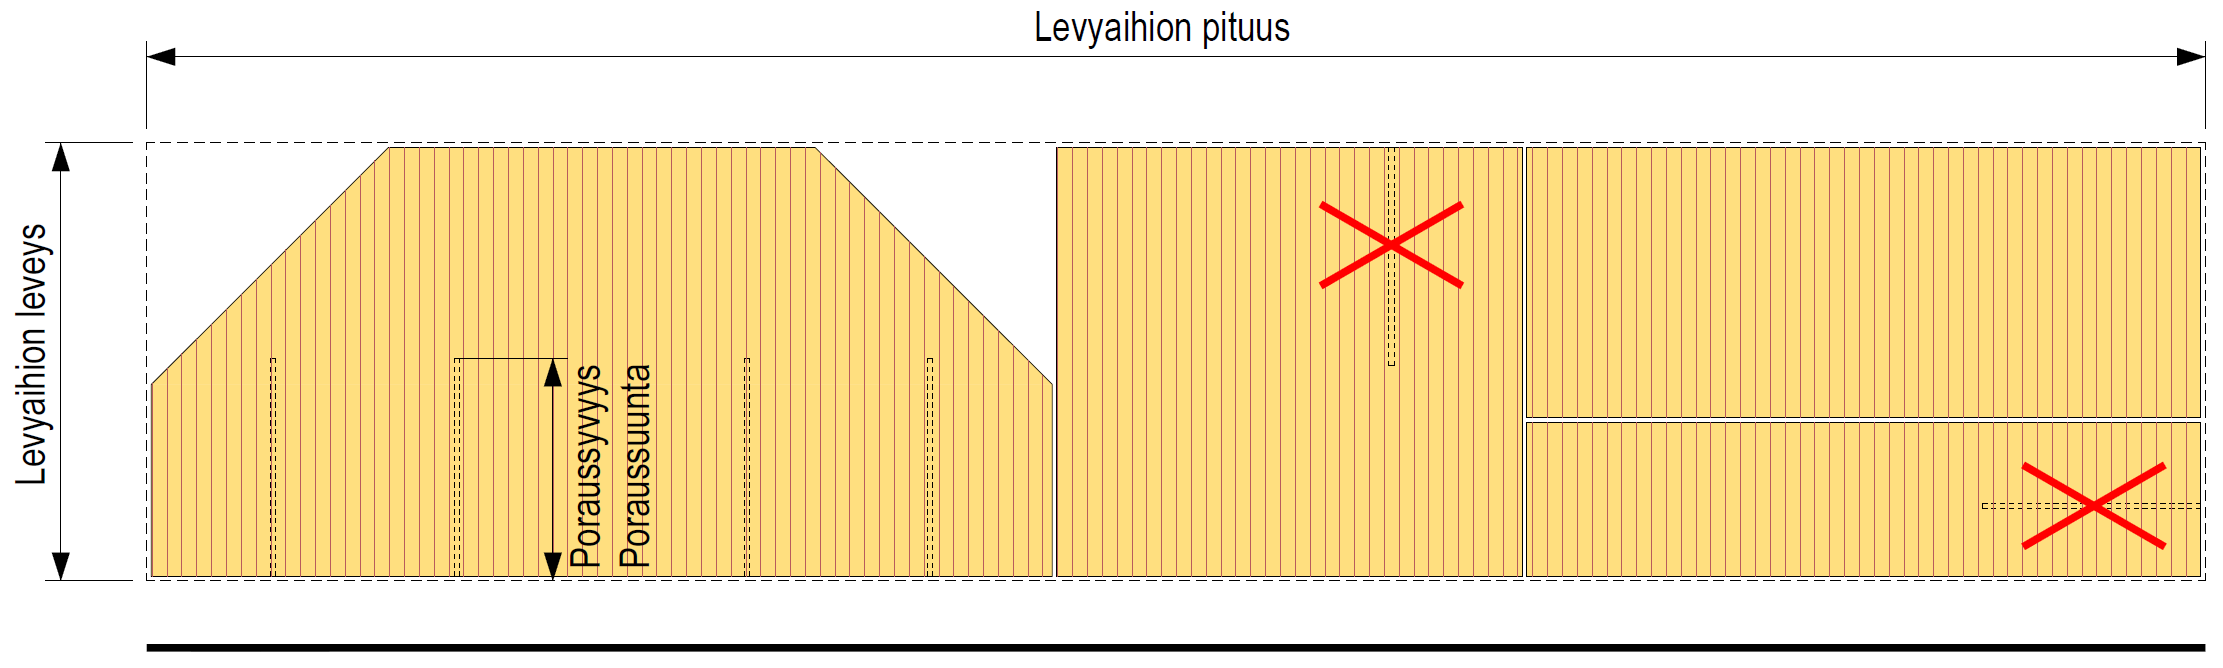 Levyaihion pituus
Levyaihion leveys
Poraussyvyys
Poraussuunta